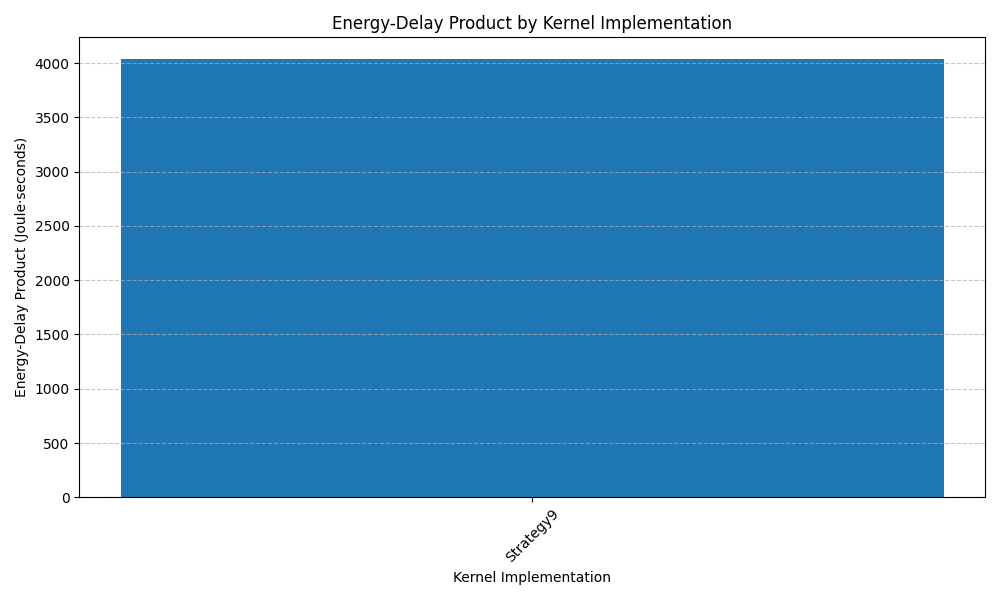 Energy-Delay Product by Kernel Implementation
Energy-Delay Product (Joule·seconds)
4000
3500
3000
2500
2000
1500
1000
500
0
Strategy9
Kernel Implementation